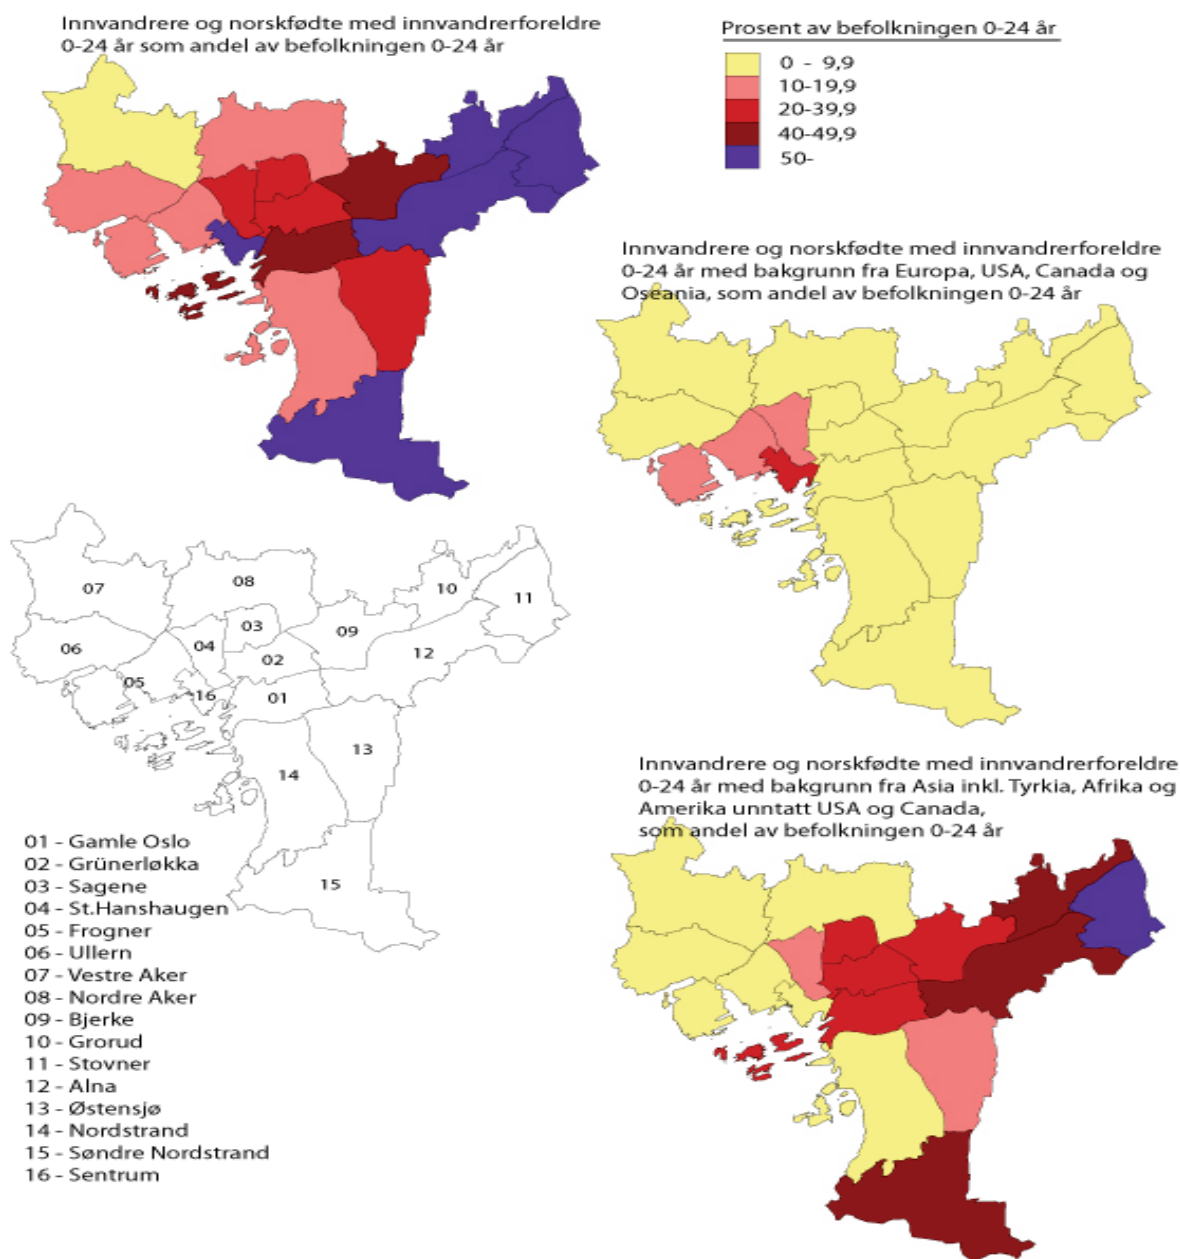 Innvandrere og norskfødte med innvandrerforeldre
0-24 år som andel av befolkningen 0-24 år
Prosent av befolkningen 0-24 år
0 - 9,9
10-19,9
20-39,9
40-49,9
50-
Innvandrere og norskfødte med innvandrerforeldre
0-24 år med bakgrunn fra Europa, USA, Canada og
Oseania, som andel av befolkningen 0-24 år
07
08
10
11
03
09
06
04
02
12
05
16
01
13
14
15
01 - Gamle Oslo
02 - Grünerløkka
03 - Sagene
04 - St.Hanshaugen
05 - Frogner
06 - Ullern
07 - Vestre Aker
08 - Nordre Aker
09 - Bjerke
10 - Grorud
11 - Stovner
12 - Alna
13 - Østensjø
14 - Nordstrand
15 - Søndre Nordstrand
16 - Sentrum
Innvandrere og norskfødte med innvandrerforeldre
0-24 år med bakgrunn fra Asia inkl. Tyrkia, Afrika og
Amerika unntatt USA og Canada,
som andel av befolkningen 0-24 år